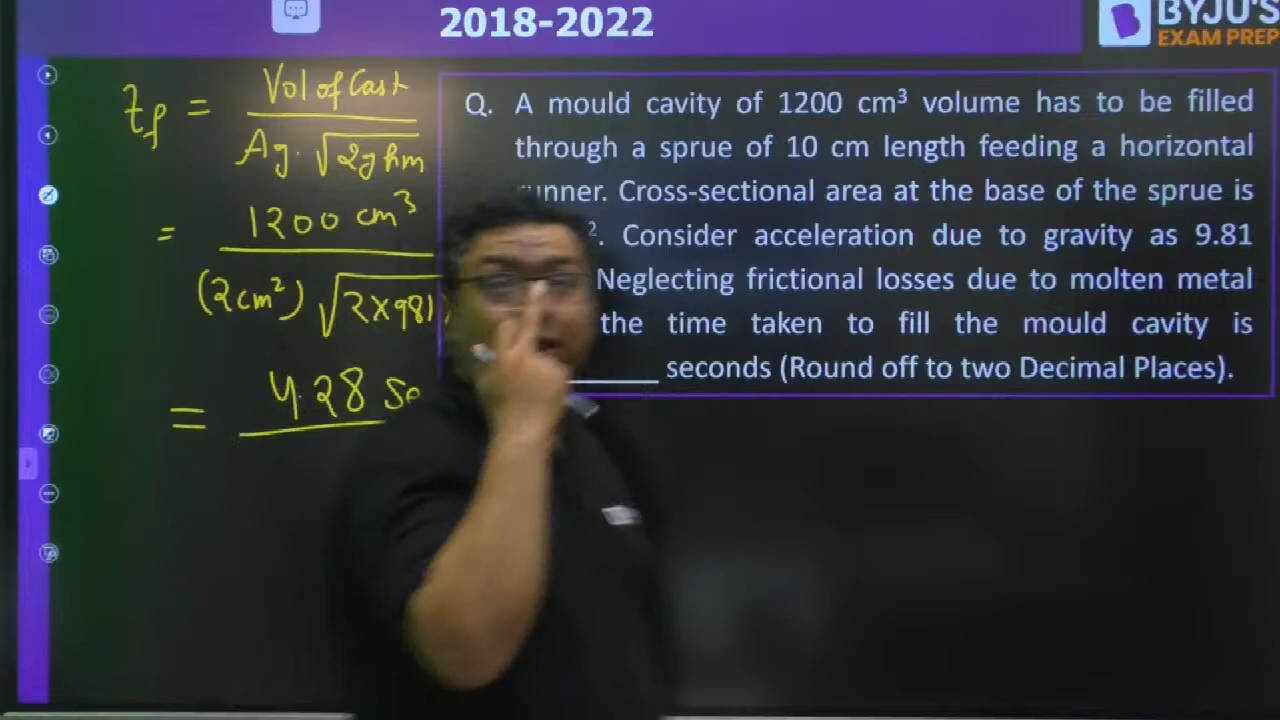 2018-2022
BYJU'S
EXAM PREP
tf = Vol of Cast
Ag. √2ghm
= 1200 cm³
(2cm²) √2×981
= 4.28 Se
Q. A mould cavity of 1200 cm³ volume has to be filled
through a sprue of 10 cm length feeding a horizontal
unner. Cross-sectional area at the base of the sprue is
². Consider acceleration due to gravity as 9.81
Neglecting frictional losses due to molten metal
the time taken to fill the mould cavity is
______ seconds (Round off to two Decimal Places).